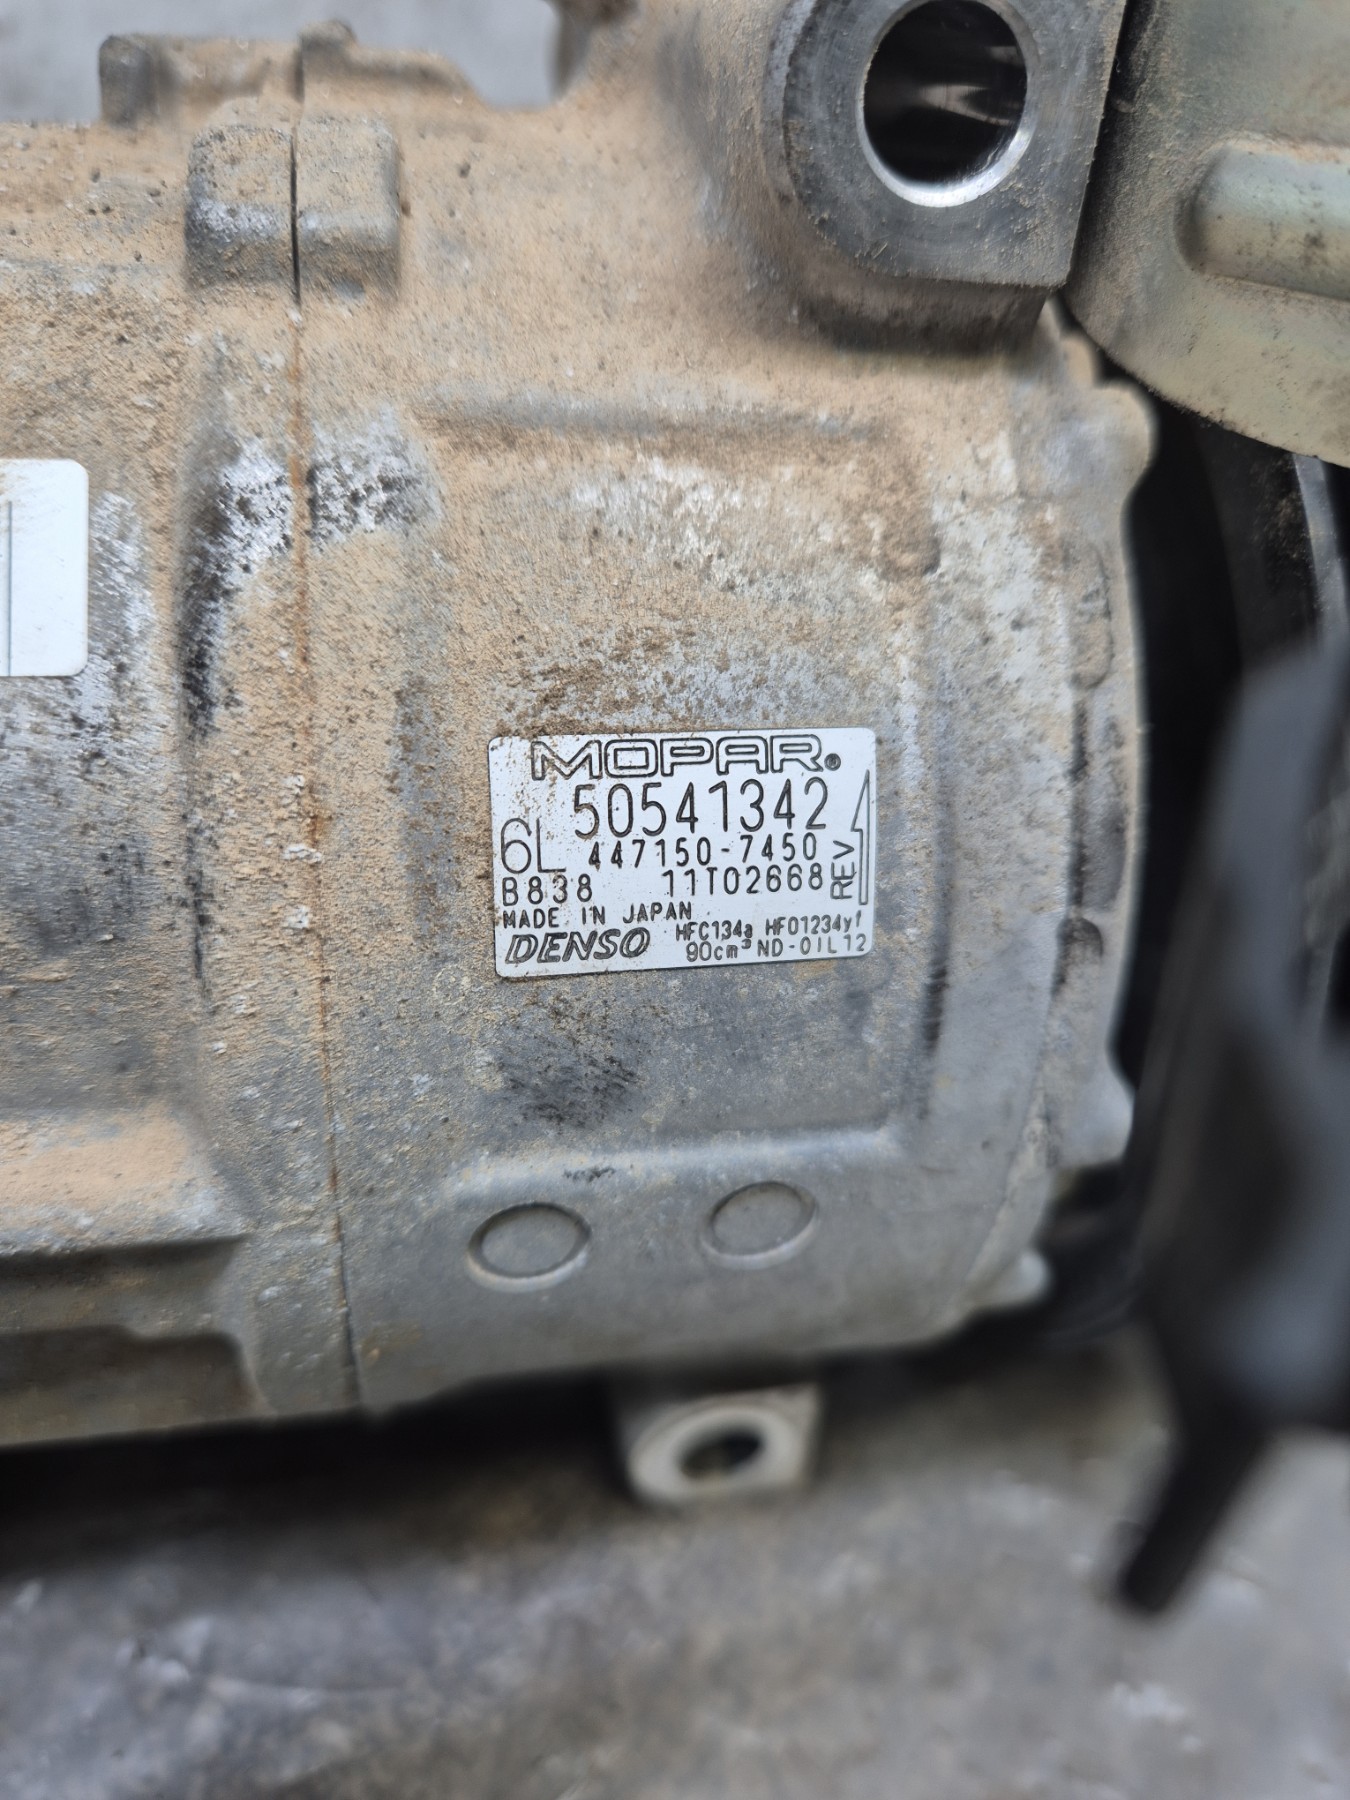 MOPAR®
50541342
6L 447150-7450
B838 11T02668 REV
MADE IN JAPAN
DENSO HFC134a HFO1234yf
90cm³ ND-OIL12